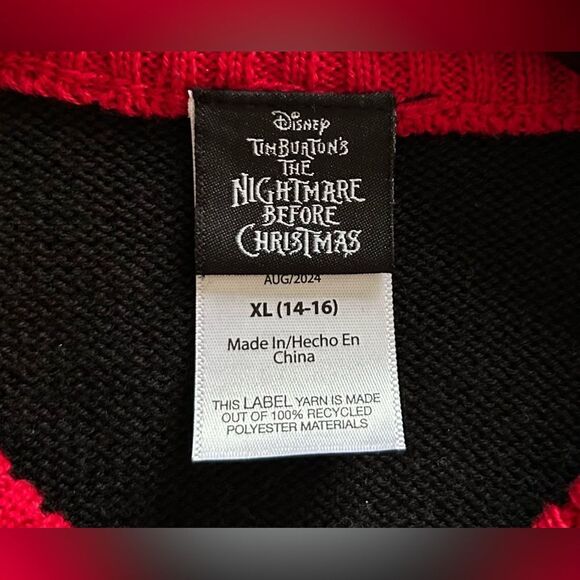 Disney
TIM BURTON'S
THE
NIGHTMARE
BEFORE
CHRISTMAS
AUG/2024
XL (14-16)
Made In/Hecho En
China
THIS LABEL YARN IS MADE
OUT OF 100% RECYCLED
POLYESTER MATERIALS